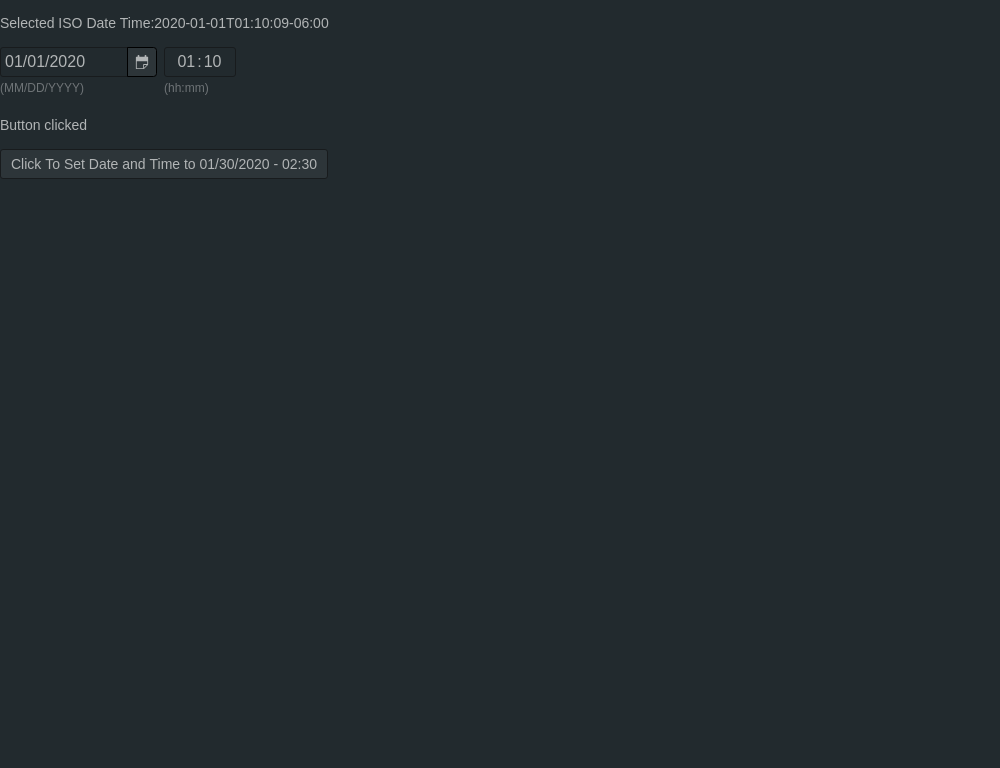 Selected ISO Date Time:2020-01-01T01:10:09-06:00
01/01/2020 01:10
(MM/DD/YYYY) (hh:mm)
Button clicked
Click To Set Date and Time to 01/30/2020 - 02:30